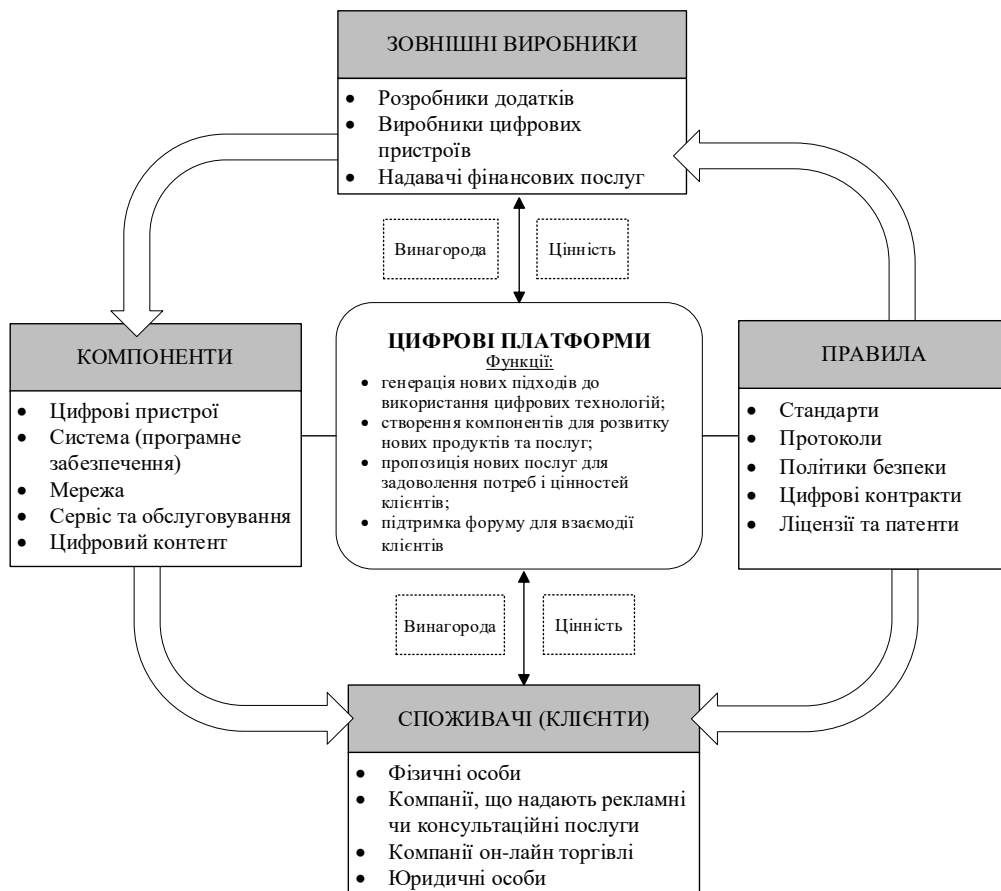 ЗОВНІШНІ ВИРОБНИКИ
• Розробники додатків
• Виробники цифрових
пристроїв
• Надавачі фінансових послуг
Винагорода
Цінність
КОМПОНЕНТИ
• Цифрові пристрої
• Система (програмне
забезпечення)
• Мережа
• Сервіс та обслуговування
• Цифровий контент
ЦИФРОВІ ПЛАТФОРМИ
Функції:
• генерація нових підходів до
використання цифрових технологій;
• створення компонентів для розвитку
нових продуктів та послуг;
• пропозиція нових послуг для
задоволення потреб і цінностей
клієнтів;
• підтримка форуму для взаємодії
клієнтів
ПРАВИЛА
• Стандарти
• Протоколи
• Політики безпеки
• Цифрові контракти
• Ліцензії та патенти
Винагорода
Цінність
СПОЖИВАЧІ (КЛІЄНТИ)
• Фізичні особи
• Компанії, що надають рекламні
чи консультаційні послуги
• Компанії он-лайн торгівлі
• Юридичні особи